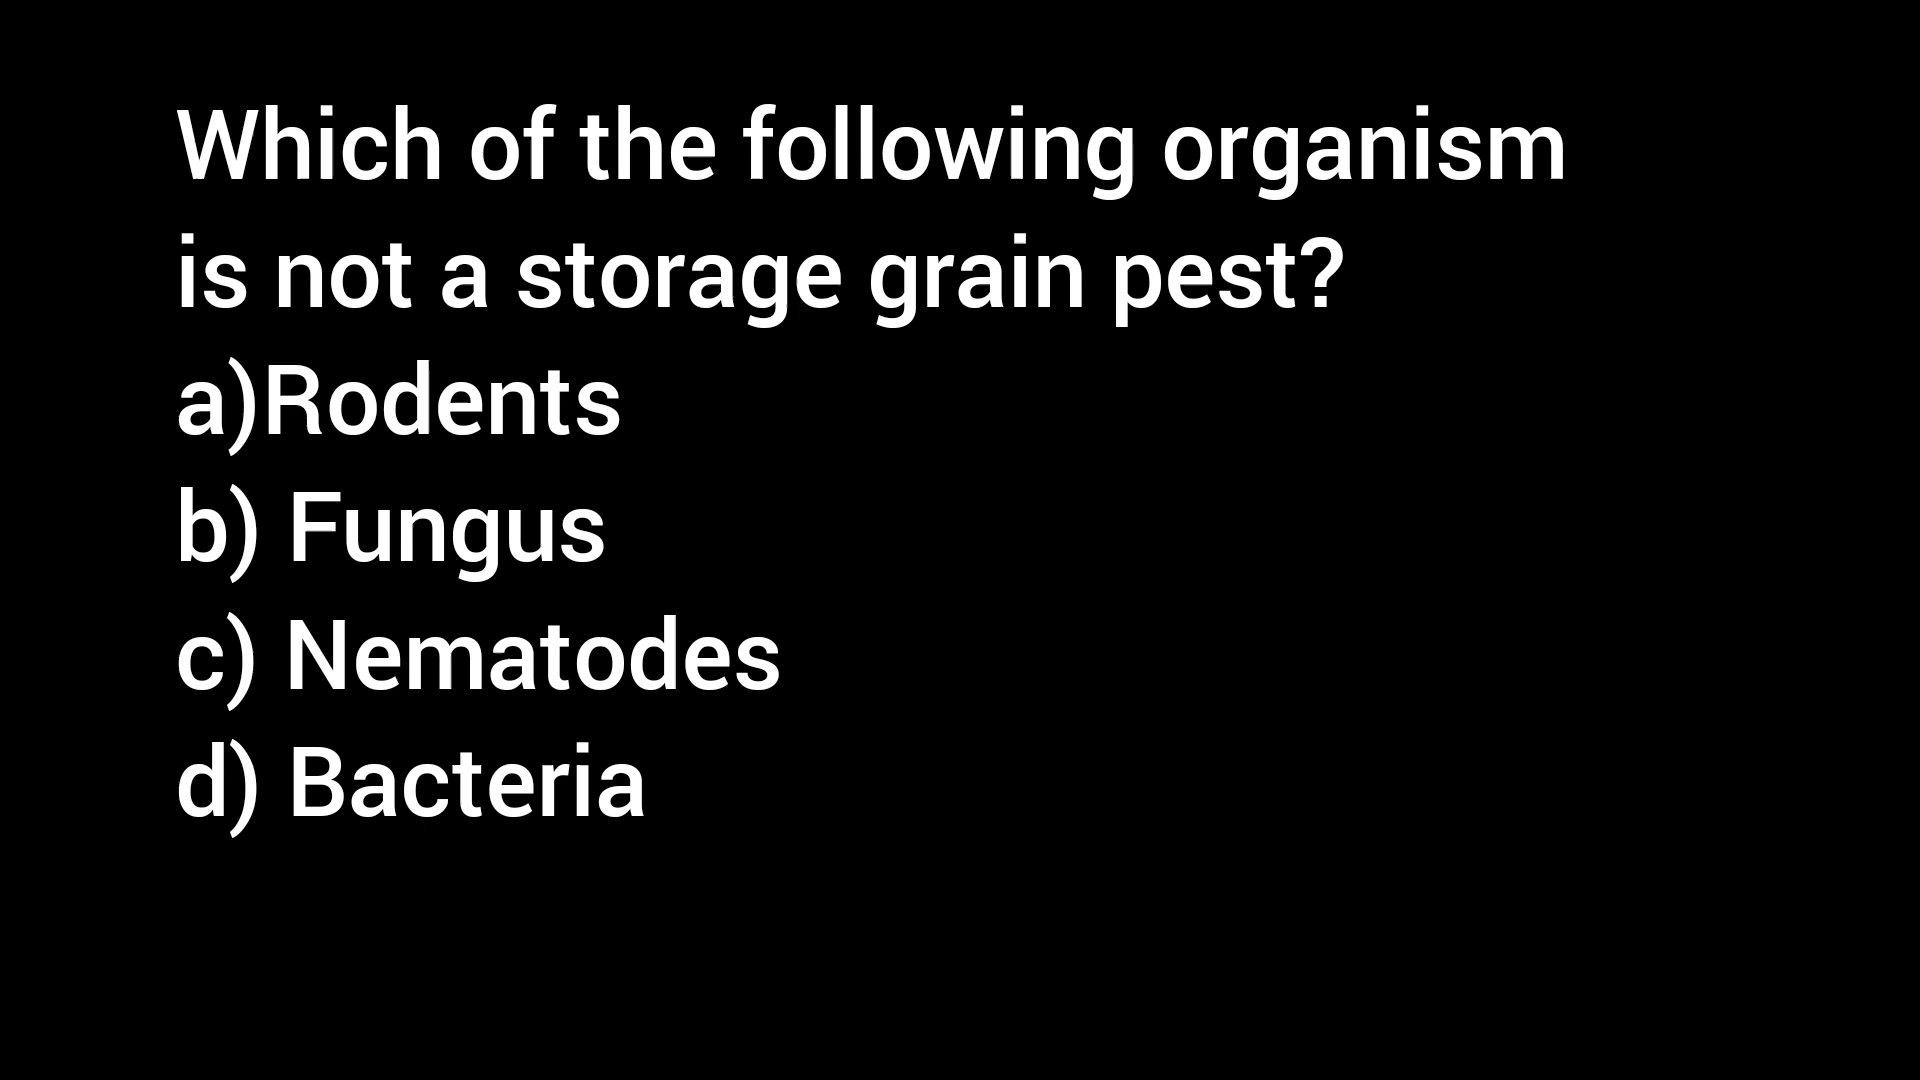 Which of the following organism
is not a storage grain pest?
a)Rodents
b) Fungus
c) Nematodes
d) Bacteria